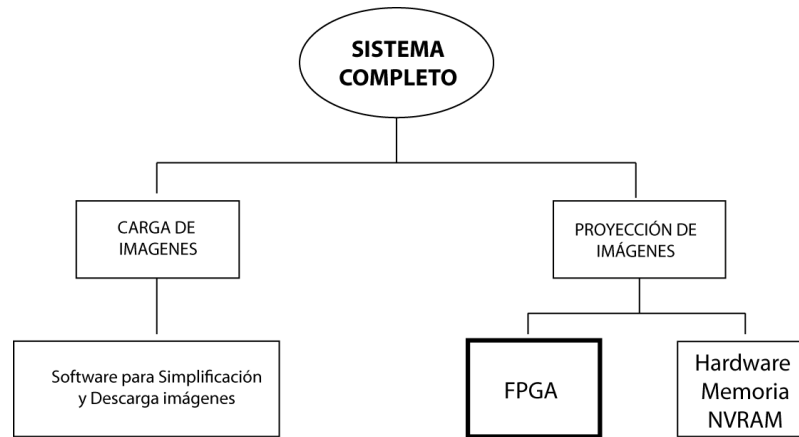 SISTEMA
COMPLETO
CARGA DE
IMAGENES
PROYECCIÓN DE
IMÁGENES
Software para Simplificación
y Descarga imágenes
FPGA
Hardware
Memoria
NVRAM